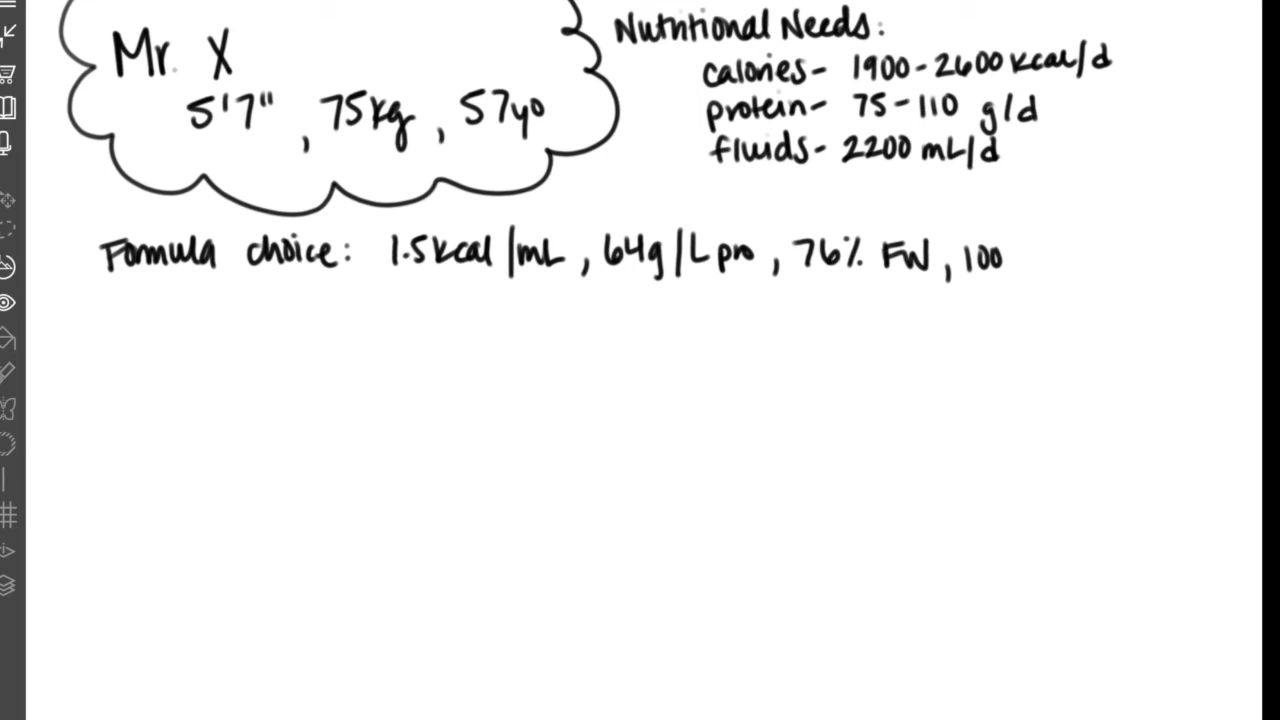 Mr. X
5'7", 75kg, 57yo
Nutritional Needs:
calories- 1900-2600 kcal/d
protein- 75-110 g/d
fluids- 2200 mL/d
Formula choice: 1.5kcal/mL, 64g/L pro, 76% FW, 100